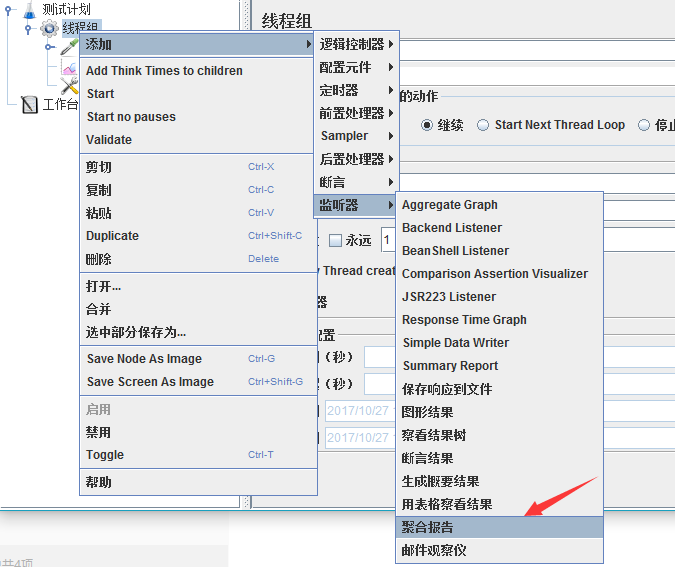 测试计划
线程组
工作台
线程组
添加
Add Think Times to children
Start
Start no pauses
Validate
剪切 Ctrl-X
复制 Ctrl-C
粘贴 Ctrl-V
Duplicate Ctrl+Shift-C
删除 Delete
打开...
合并
选中部分保存为...
Save Node As Image Ctrl-G
Save Screen As Image Ctrl+Shift-G
启用
禁用
Toggle Ctrl-T
帮助
逻辑控制器
配置元件
定时器
前置处理器
Sampler
后置处理器
断言
监听器
的动作
继续 Start Next Thread Loop 停止
永远 1
Thread creat
器
配置
（秒）
（秒）
2017/10/27
2017/10/27
Aggregate Graph
Backend Listener
BeanShell Listener
Comparison Assertion Visualizer
JSR223 Listener
Response Time Graph
Simple Data Writer
Summary Report
保存响应到文件
图形结果
察看结果树
断言结果
生成概要结果
用表格察看结果
聚合报告
邮件观察仪
共4项